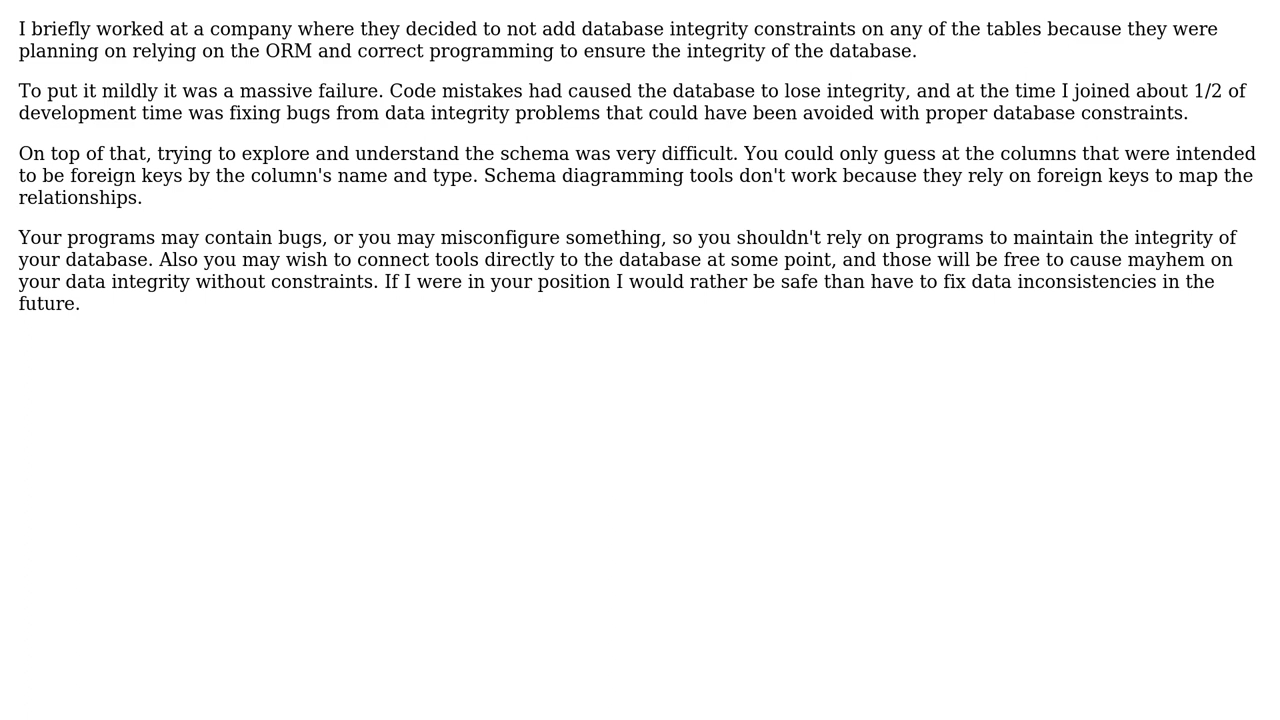 I briefly worked at a company where they decided to not add database integrity constraints on any of the tables because they were
planning on relying on the ORM and correct programming to ensure the integrity of the database.
To put it mildly it was a massive failure. Code mistakes had caused the database to lose integrity, and at the time I joined about 1/2 of
development time was fixing bugs from data integrity problems that could have been avoided with proper database constraints.
On top of that, trying to explore and understand the schema was very difficult. You could only guess at the columns that were intended
to be foreign keys by the column's name and type. Schema diagramming tools don't work because they rely on foreign keys to map the
relationships.
Your programs may contain bugs, or you may misconfigure something, so you shouldn't rely on programs to maintain the integrity of
your database. Also you may wish to connect tools directly to the database at some point, and those will be free to cause mayhem on
your data integrity without constraints. If I were in your position I would rather be safe than have to fix data inconsistencies in the
future.